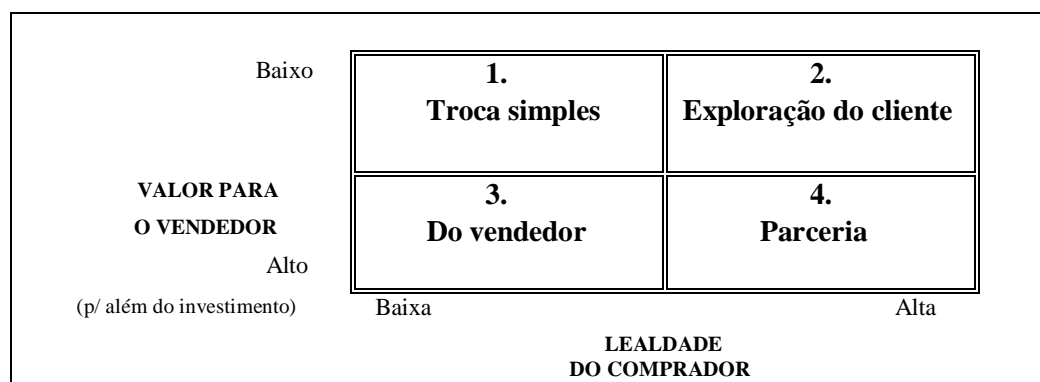 Baixo
1.
Troca simples
2.
Exploração do cliente
VALOR PARA
O VENDEDOR
Alto
(p/ além do investimento)
3.
Do vendedor
4.
Parceria
Baixa
Alta
LEALDADE
DO COMPRADOR